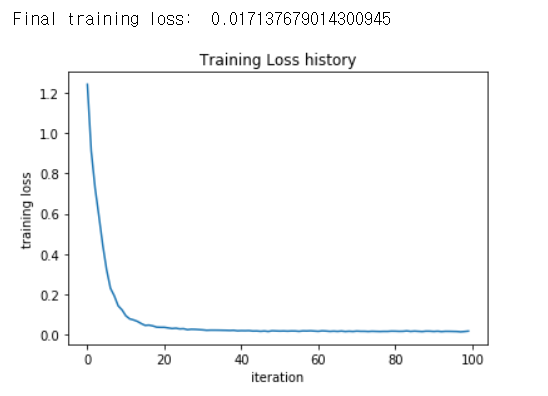 Final training loss:  0.017137679014300945
Training Loss history
training loss
1.2
1.0
0.8
0.6
0.4
0.2
0.0
0 20 40 60 80 100
iteration